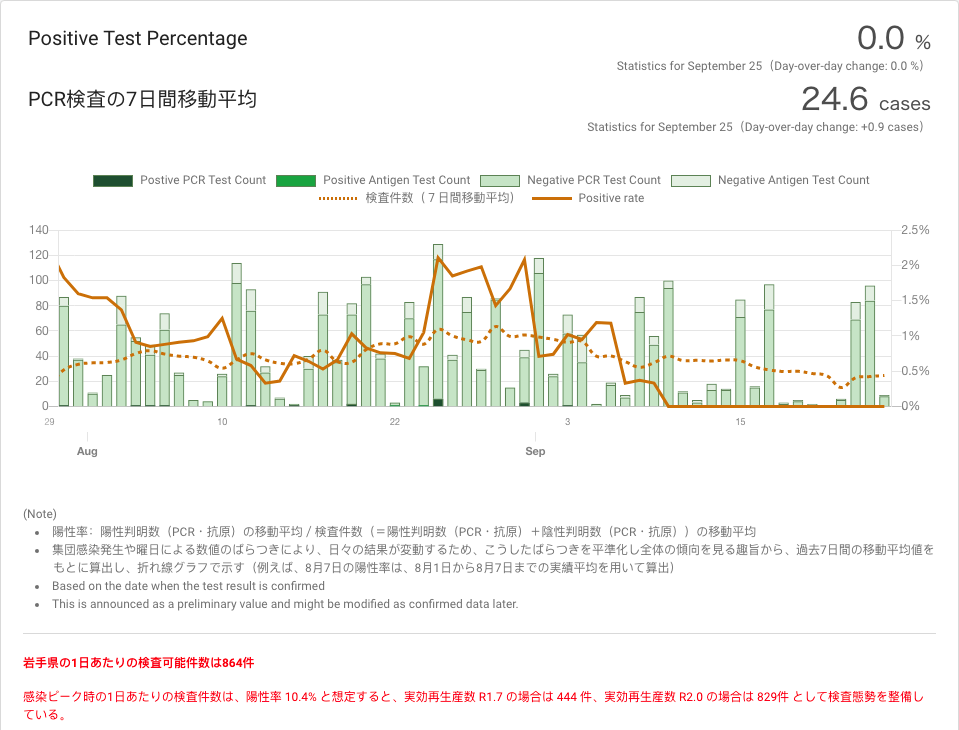 Positive Test Percentage
0.0 %
Statistics for September 25（Day-over-day change: 0.0 %）
PCR検査の7日間移動平均
24.6 cases
Statistics for September 25（Day-over-day change: +0.9 cases）
Postive PCR Test Count
Positive Antigen Test Count
Negative PCR Test Count
Negative Antigen Test Count
検査件数（７日間移動平均）
Positive rate
140
120
100
80
60
40
20
0
2.5%
2%
1.5%
1%
0.5%
0%
29
10
22
3
15
Aug
Sep
(Note)
• 陽性率：陽性判明数（PCR・抗原）の移動平均 / 検査件数（＝陽性判明数（PCR・抗原）＋陰性判明数（PCR・抗原））の移動平均
• 集団感染発生や曜日による数値のばらつきにより、日々の結果が変動するため、こうしたばらつきを平準化し全体の傾向を見る趣旨から、過去7日間の移動平均値を
もとに算出し、折れ線グラフで示す（例えば、8月7日の陽性率は、8月1日から8月7日までの実績平均を用いて算出）
• Based on the date when the test result is confirmed
• This is announced as a preliminary value and might be modified as confirmed data later.
岩手県の1日あたりの検査可能件数は864件
感染ピーク時の1日あたりの検査件数は、陽性率 10.4% と想定すると、実効再生産数 R1.7 の場合は 444 件、実効再生産数 R2.0 の場合は 829件 として検査態勢を整備し
ている。